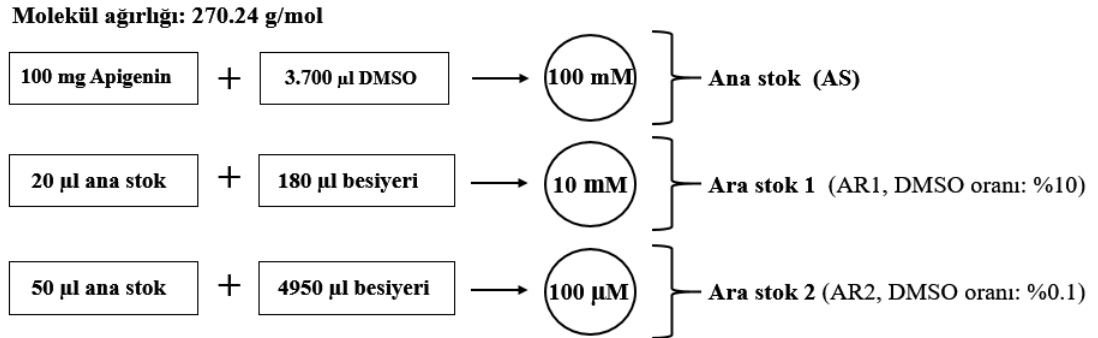 Molekül ağırlığı: 270.24 g/mol
100 mg Apigenin + 3.700 µl DMSO 100 mM Ana stok (AS)
20 µl ana stok + 180 µl besiyeri 10 mM Ara stok 1 (AR1, DMSO oranı: %10)
50 µl ana stok + 4950 µl besiyeri 100 µM Ara stok 2 (AR2, DMSO oranı: %0.1)